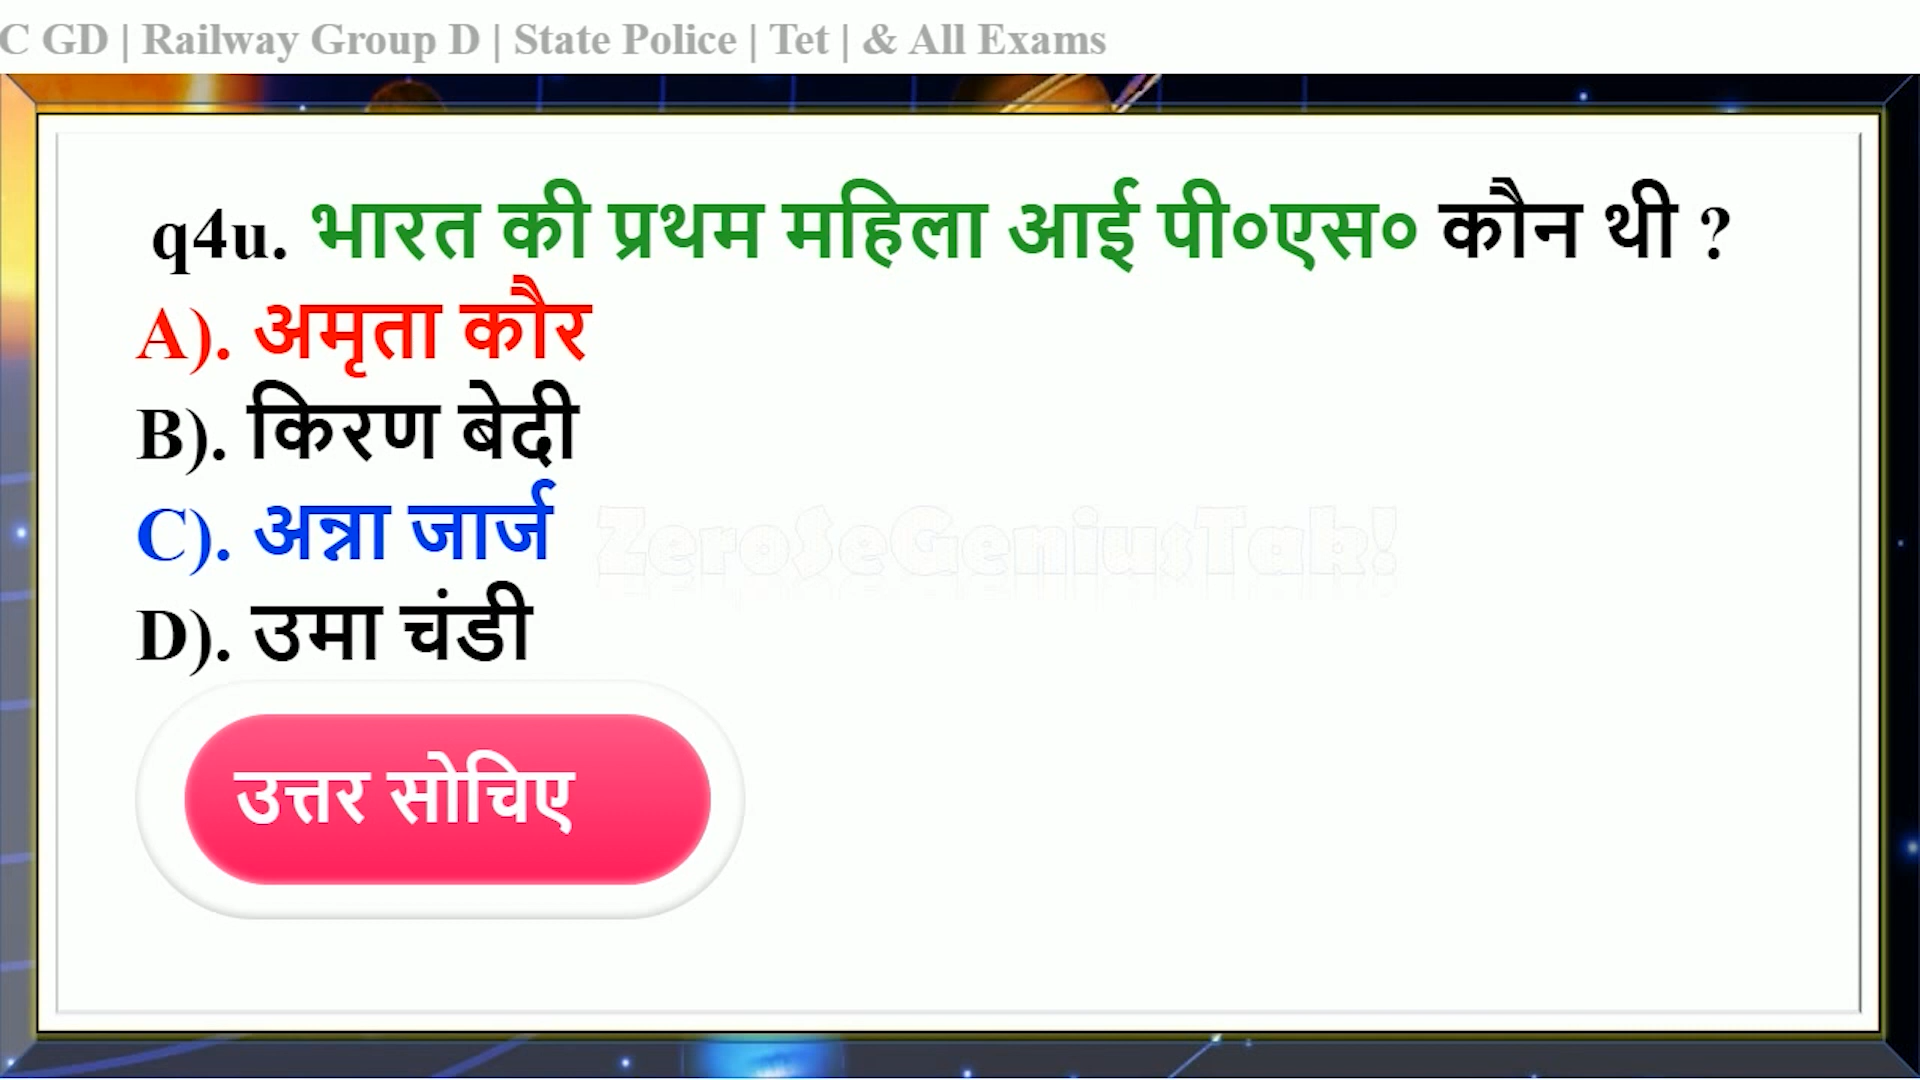 C GD | Railway Group D | State Police | Tet | & All Exams
q4u. भारत की प्रथम महिला आई पी०एस० कौन थी ?
A). अमृता कौर
B). किरण बेदी
C). अन्ना जार्ज
ZeroSeGeniusTak!
D). उमा चंडी
उत्तर सोचिए